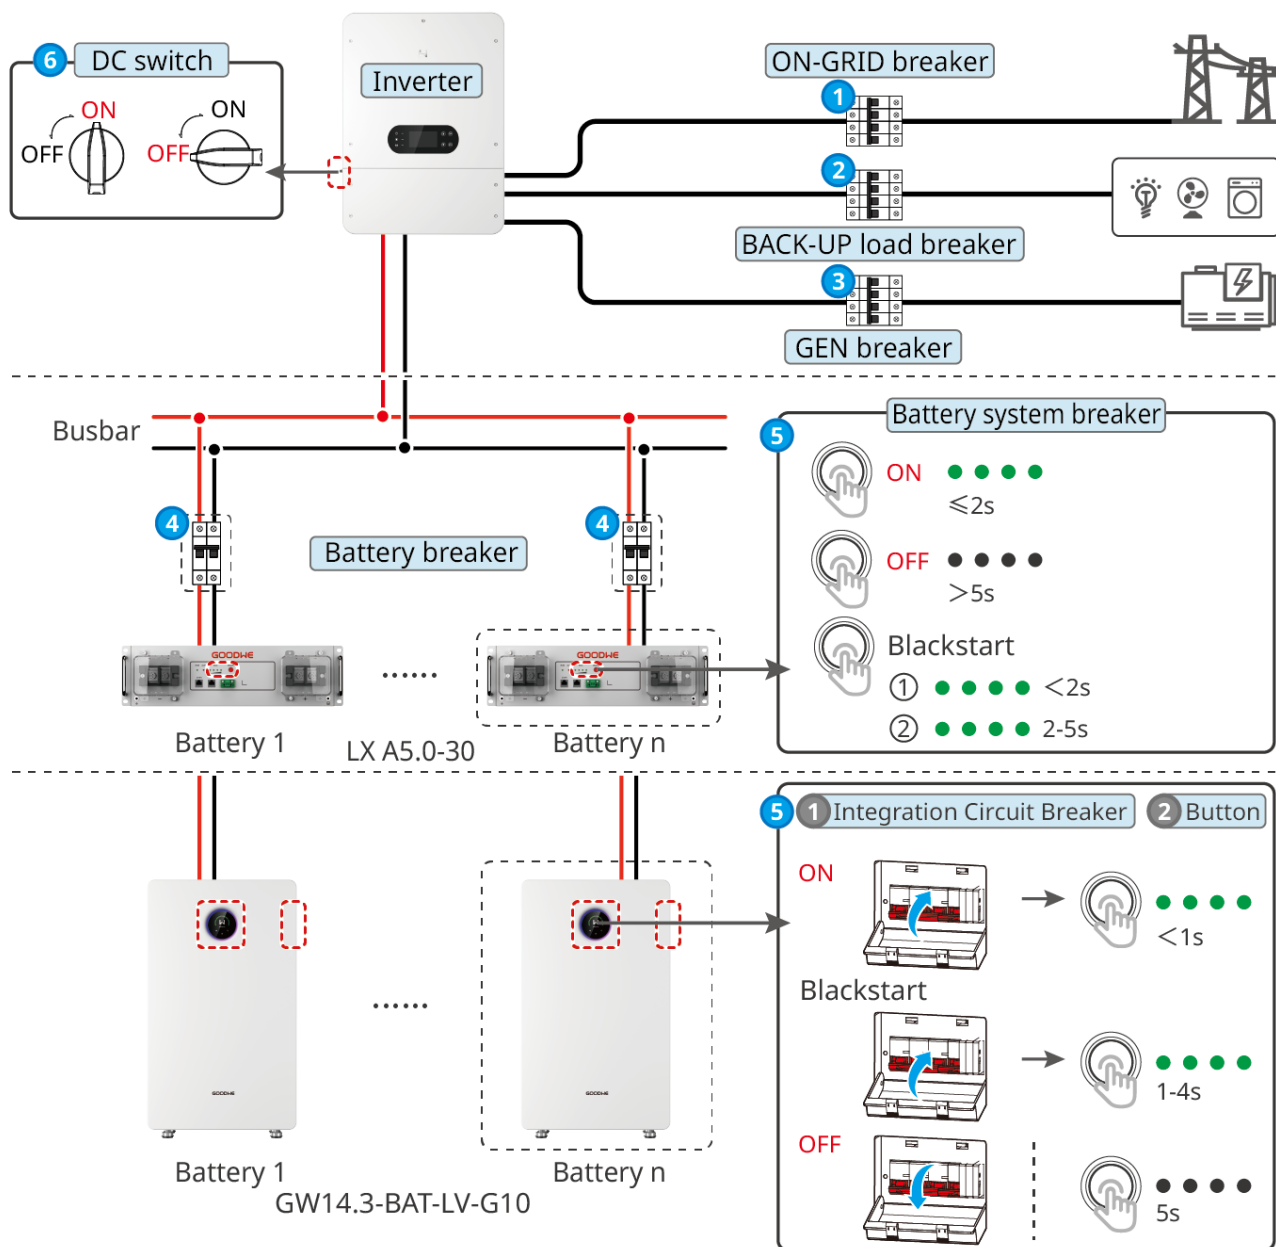 6 DC switch
ON
OFF
ON
OFF
Inverter
ON-GRID breaker
1
2
BACK-UP load breaker
3
GEN breaker
Busbar
4
Battery breaker
4
GOODWE
GOODWE
......
Battery 1
LX A5.0-30
Battery n
5
Battery system breaker
ON
≤2s
OFF
>5s
Blackstart
① <2s
② 2-5s
GOODWE
GOODWE
......
Battery 1
Battery n
GW14.3-BAT-LV-G10
5 1 Integration Circuit Breaker 2 Button
ON
<1s
Blackstart
1-4s
OFF
5s